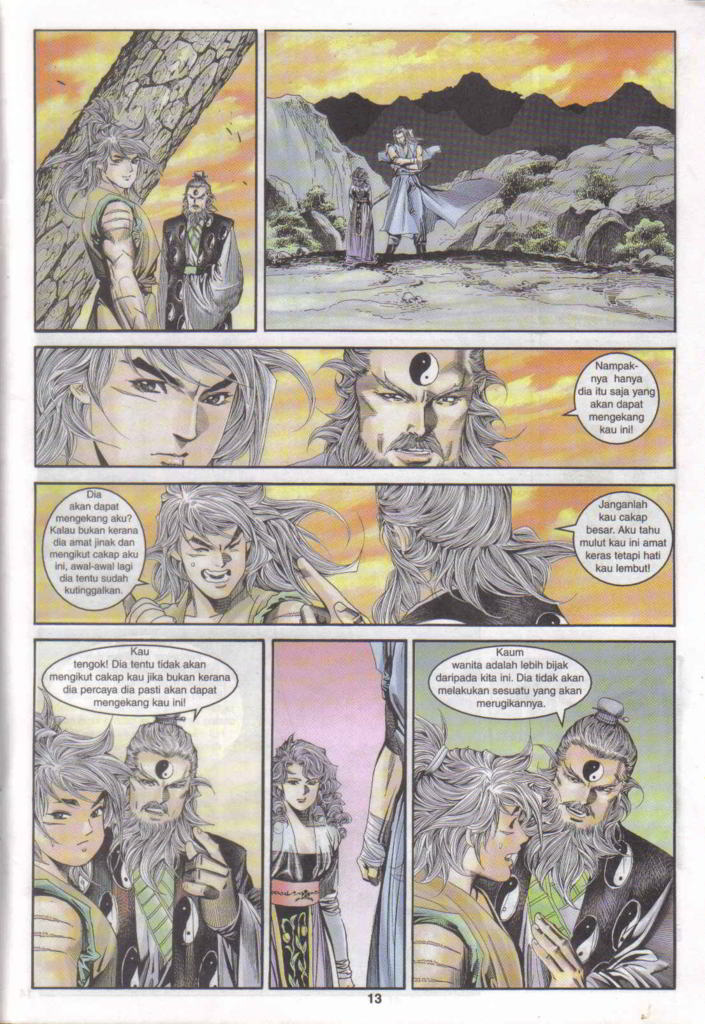 Nampak-
nya hanya
dia itu saja yang
akan dapat
mengekang
kau ini!
Dia
akan dapat
mengekang aku?
Kalau bukan kerana
dia amat jinak dan
mengikut cakap aku
ini, awal-awal lagi
dia tentu sudah
kutinggalkan.
Janganlah
kau cakap
besar. Aku tahu
mulut kau ini amat
keras tetapi hati
kau lembut!
Kau
tengok! Dia tentu tidak akan
mengikut cakap kau jika bukan kerana
dia percaya dia pasti akan dapat
mengekang kau ini!
Kaum
wanita adalah lebih bijak
daripada kita ini. Dia tidak akan
melakukan sesuatu yang akan
merugikannya.
13